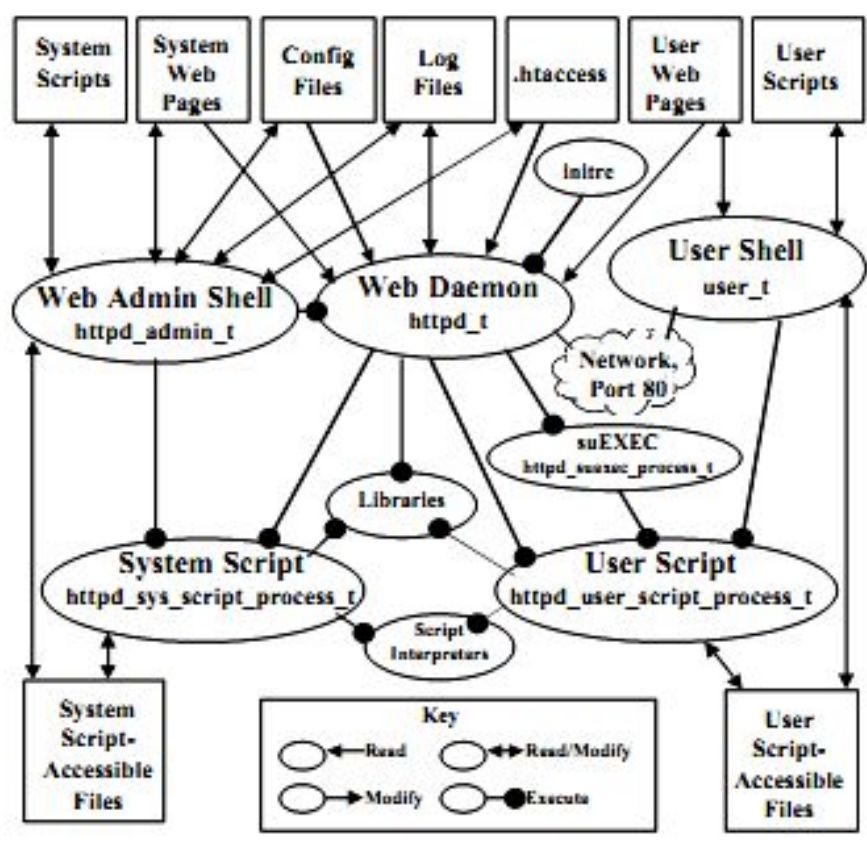 System
Scripts
System
Web
Pages
Config
Files
Log
Files
.htaccess
User
Web
Pages
User
Scripts
initrc
Web Admin Shell
httpd_admin_t
Web Daemon
httpd_t
User Shell
user_t
Network,
Port 80
suEXEC
httpd_suexec_process_t
Libraries
System Script
httpd_sys_script_process_t
User Script
httpd_user_script_process_t
Script
Interpreters
System
Script-
Accessible
Files
Key
Read
Read/Modify
Modify
Execute
User
Script-
Accessible
Files